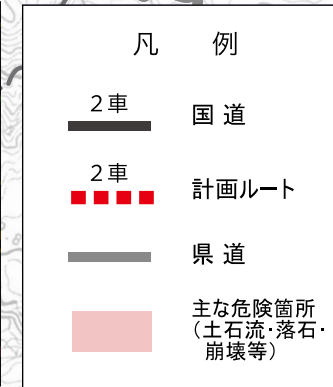 凡 例
2車
国道
2車
計画ルート
県道
主な危険箇所
（土石流・落石・
崩壊等）